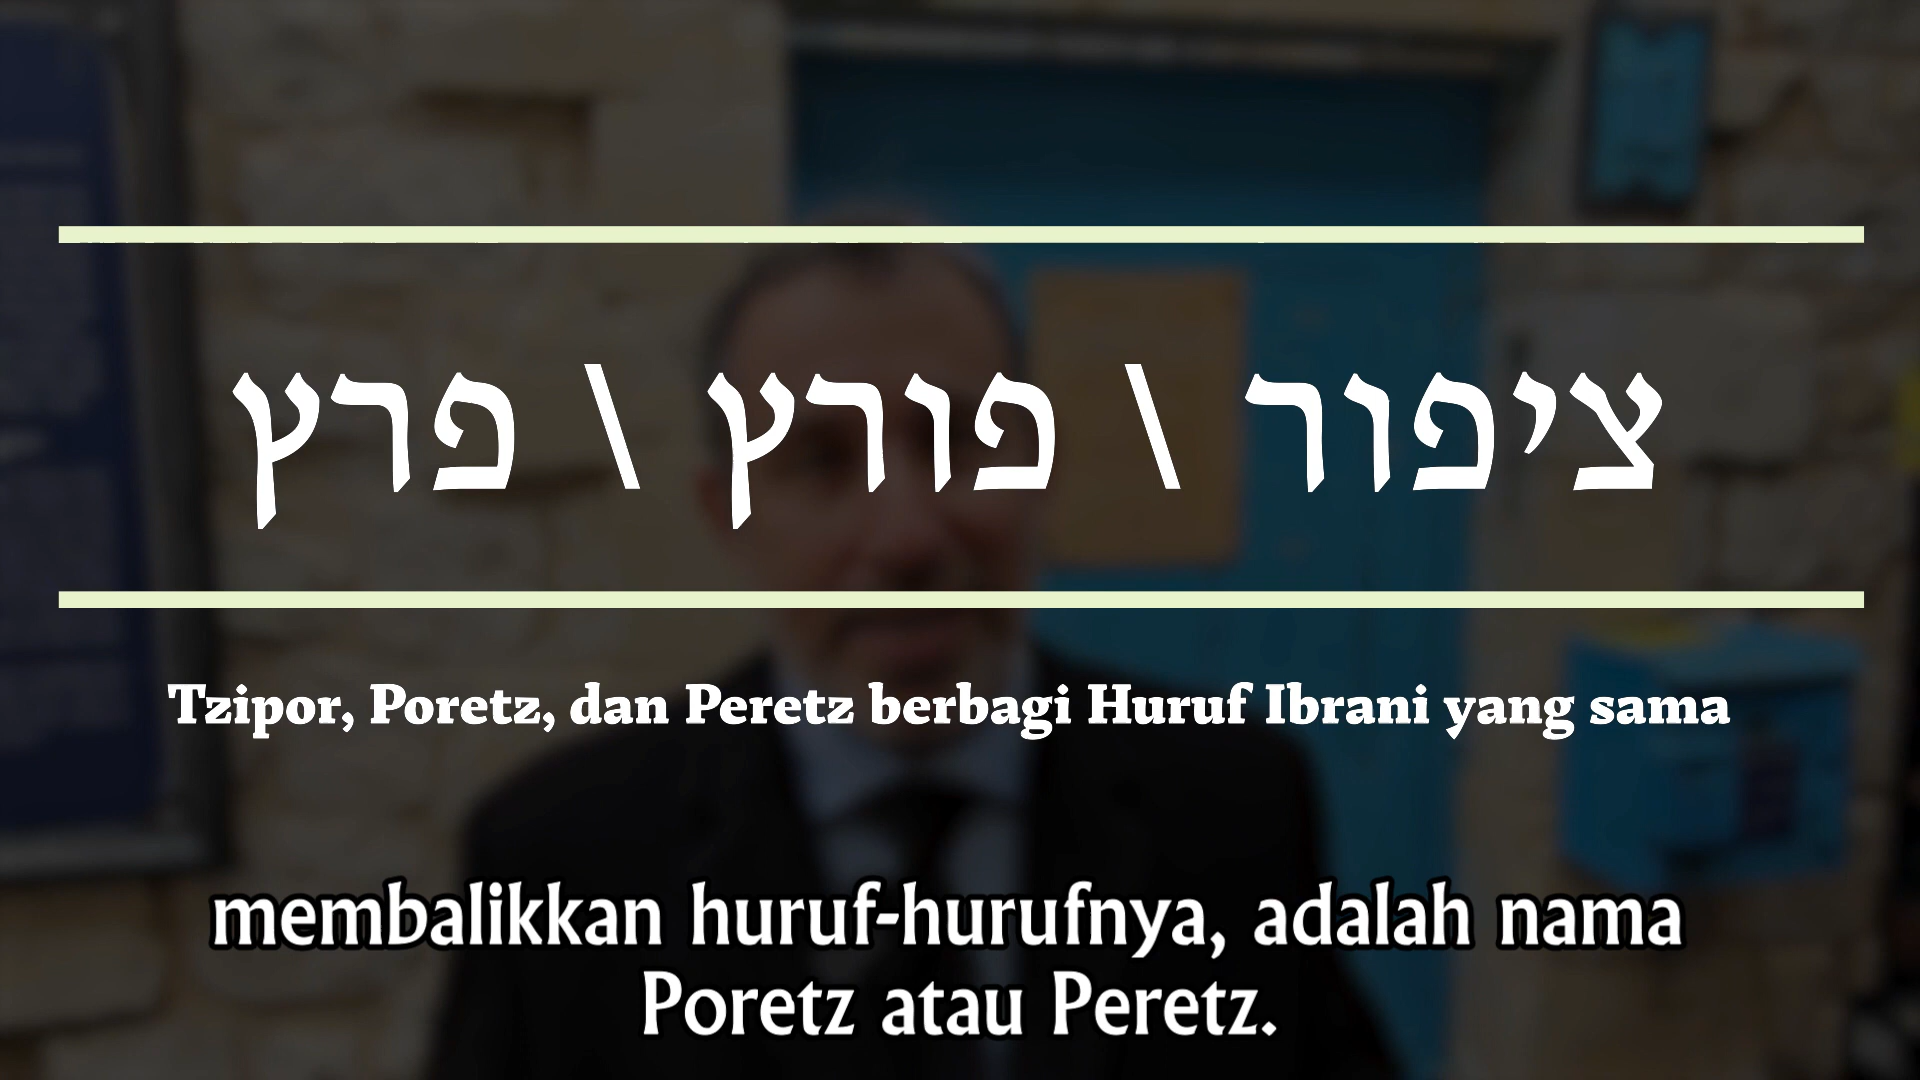 ציפור \ פורץ \ פרץ
Tzipor, Poretz, dan Peretz berbagi Huruf Ibrani yang sama
membalikkan huruf-hurufnya, adalah nama
Poretz atau Peretz.